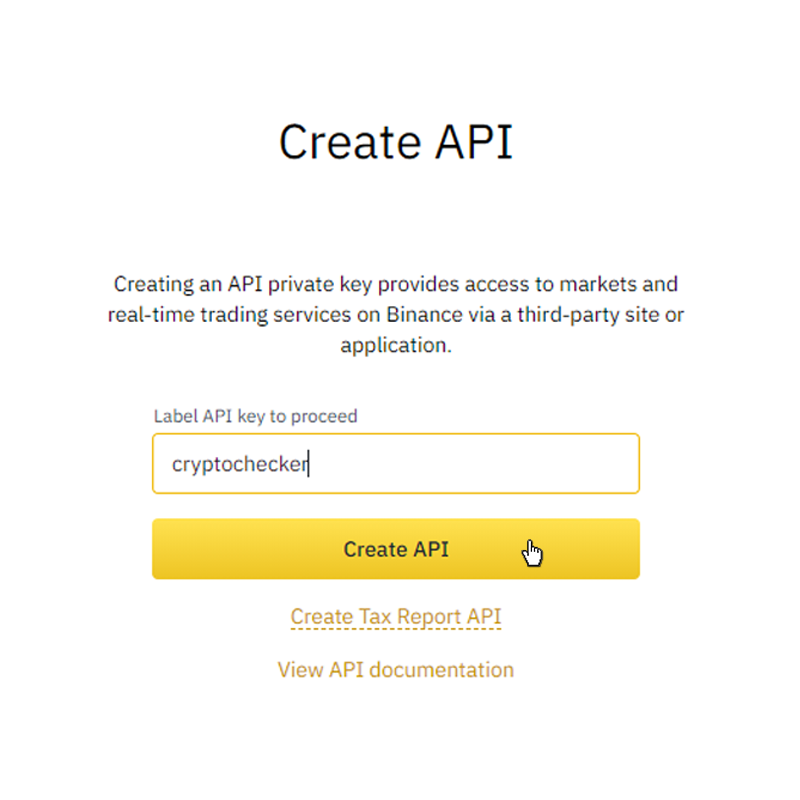 Create API
Creating an API private key provides access to markets and
real-time trading services on Binance via a third-party site or
application.
Label API key to proceed
cryptochecker
Create API
Create Tax Report API
View API documentation